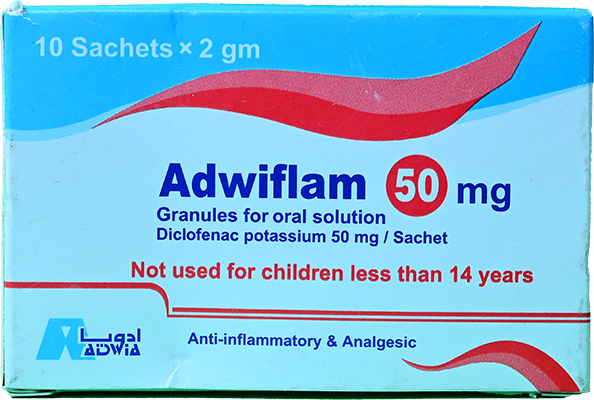 10 Sachets × 2 gm
Adwiflam 50 mg
Granules for oral solution
Diclofenac potassium 50 mg / Sachet
Not used for children less than 14 years
ادويا
ADWIA
Anti-inflammatory & Analgesic